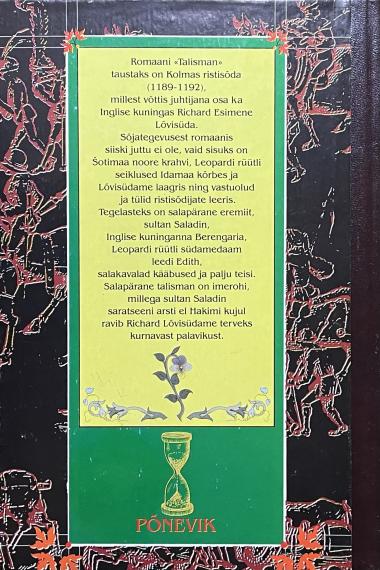 Romaani «Talisman»
taustaks on Kolmas ristisõda
(1189-1192),
millest võttis juhtijana osa ka
Inglise kuningas Richard Esimene
Lõvisüda.
Sõjategevusest romaanis
siiski juttu ei ole, vaid sisuks on
Šotimaa noore krahvi, Leopardi rüütli
seiklused Idamaa kõrbes ja
Lõvisüdame laagris ning vastuolud
ja tülid ristisõdijate leeris.
Tegelasteks on salapärane eremiit,
sultan Saladin,
Inglise kuninganna Berengaria,
Leopardi rüütli südamedaam
leedi Edith,
salakavalad kääbused ja palju teisi.
Salapärane talisman on imerohi,
millega sultan Saladin
saratseeni arsti el Hakimi kujul
ravib Richard Lõvisüdame terveks
kurnavast palavikust.
PÕNEVIK